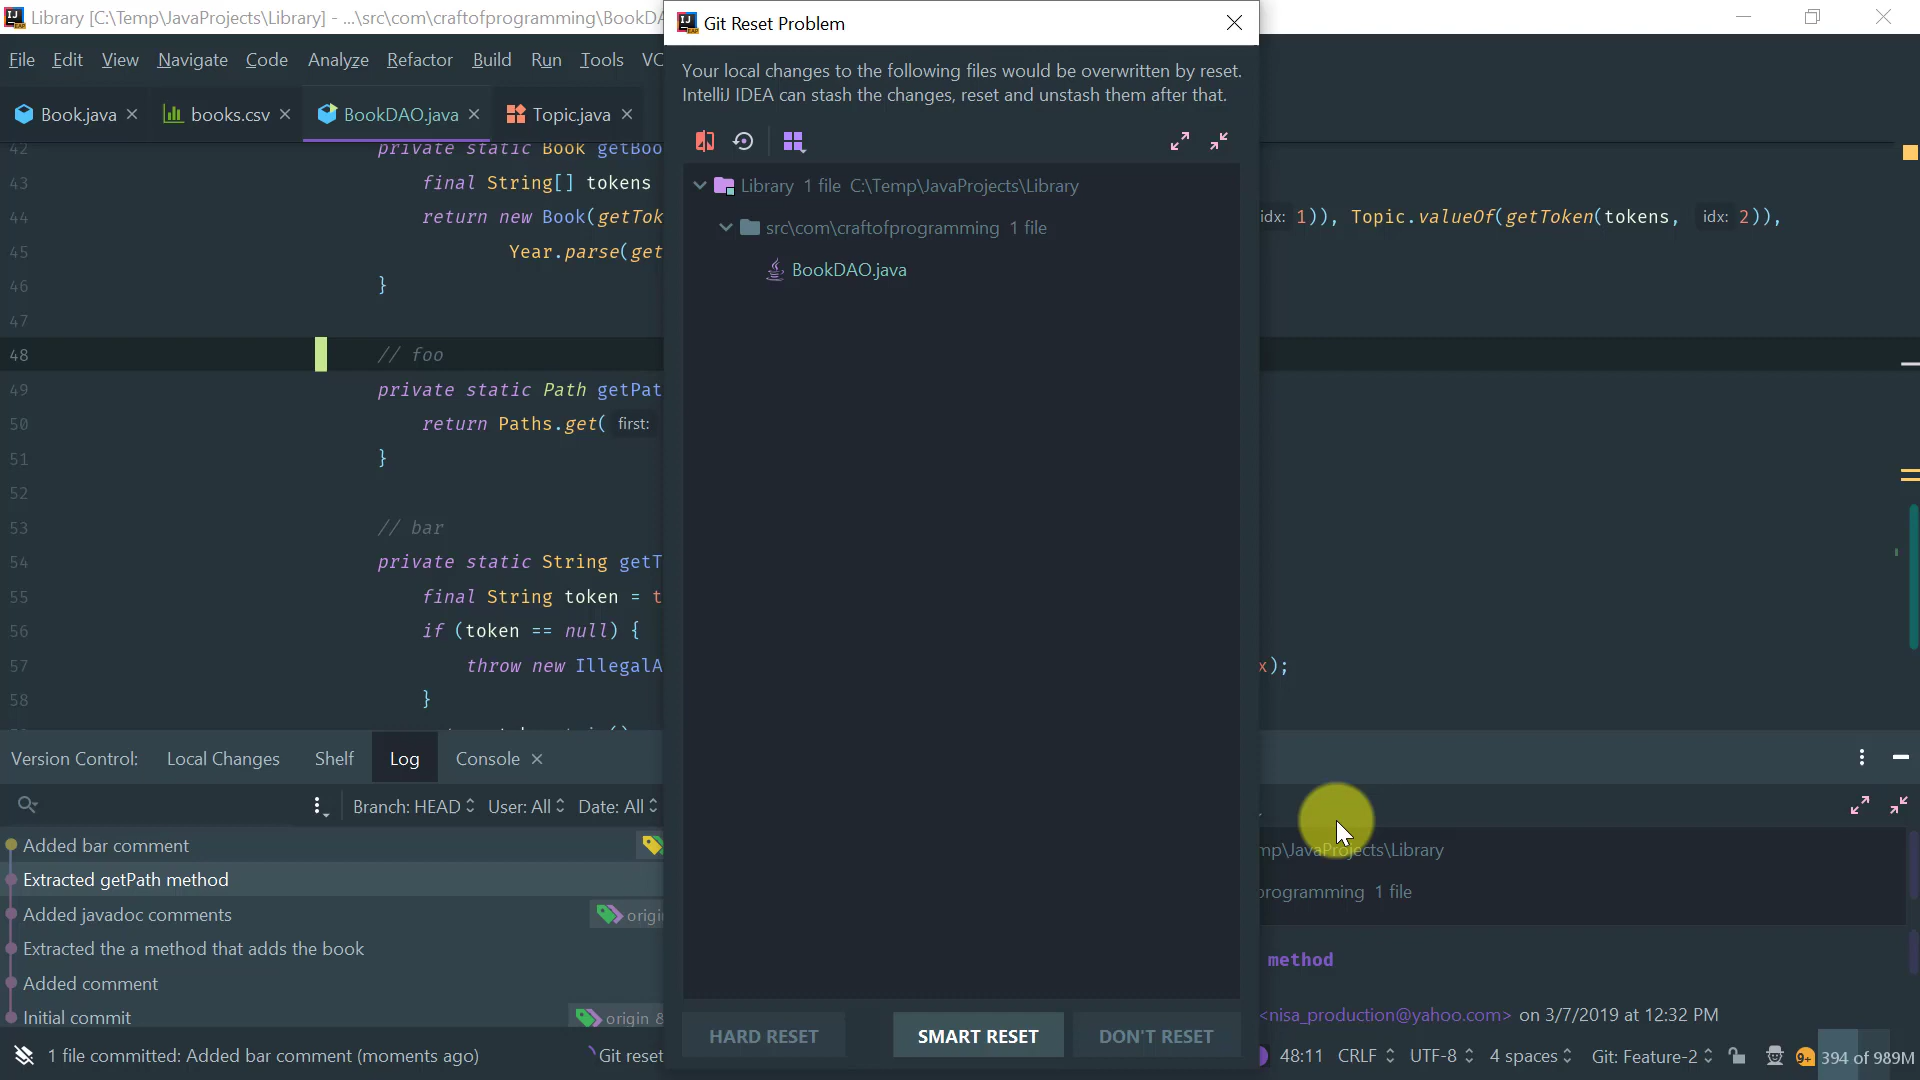 Library [C:\Temp\JavaProjects\Library] - ...\src\com\craftofprogramming\BookDA
Git Reset Problem
File Edit View Navigate Code Analyze Refactor Build Run Tools VC
Your local changes to the following files would be overwritten by reset.
IntelliJ IDEA can stash the changes, reset and unstash them after that.
Book.java books.csv BookDAO.java Topic.java
42 private static Book getBoo
43 final String[] tokens
44 return new Book(getTok idx: 1)), Topic.valueOf(getToken(tokens, idx: 2)),
45 Year.parse(get
46 }
47
48 // foo
49 private static Path getPat
50 return Paths.get( first:
51 }
52
53 // bar
54 private static String getT
55 final String token = t
56 if (token == null) {
57 throw new IllegalA x);
58 }
Library 1 file C:\Temp\JavaProjects\Library
src\com\craftofprogramming 1 file
BookDAO.java
Version Control: Local Changes Shelf Log Console
Branch: HEAD User: All Date: All
Added bar comment
Extracted getPath method
Added javadoc comments origi
Extracted the a method that adds the book
Added comment
Initial commit origin &
mp\JavaProjects\Library
programming 1 file
method
<nisa_production@yahoo.com> on 3/7/2019 at 12:32 PM
HARD RESET SMART RESET DON'T RESET
1 file committed: Added bar comment (moments ago) Git reset 48:11 CRLF UTF-8 4 spaces Git: Feature-2 9+ 394 of 989M